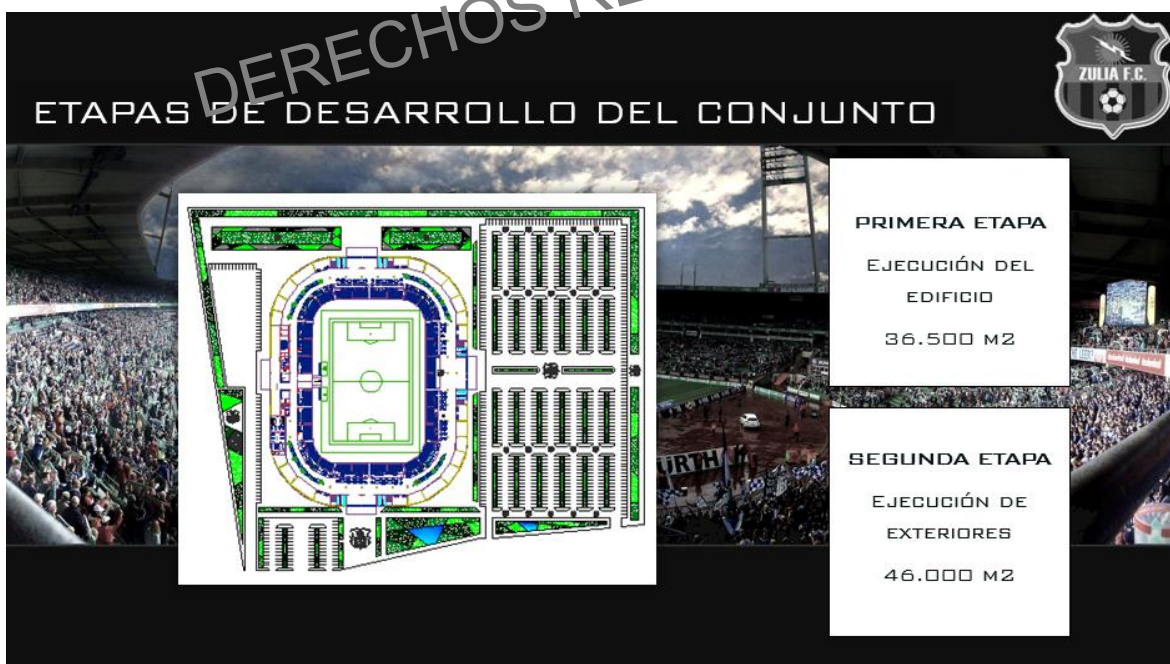 DERECHOS RE
ZULIA F.C.
ETAPAS DE DESARROLLO DEL CONJUNTO
PRIMERA ETAPA
EJECUCIÓN DEL
EDIFICIO
36.500 M2
SEGUNDA ETAPA
EJECUCIÓN DE
EXTERIORES
46.000 M2